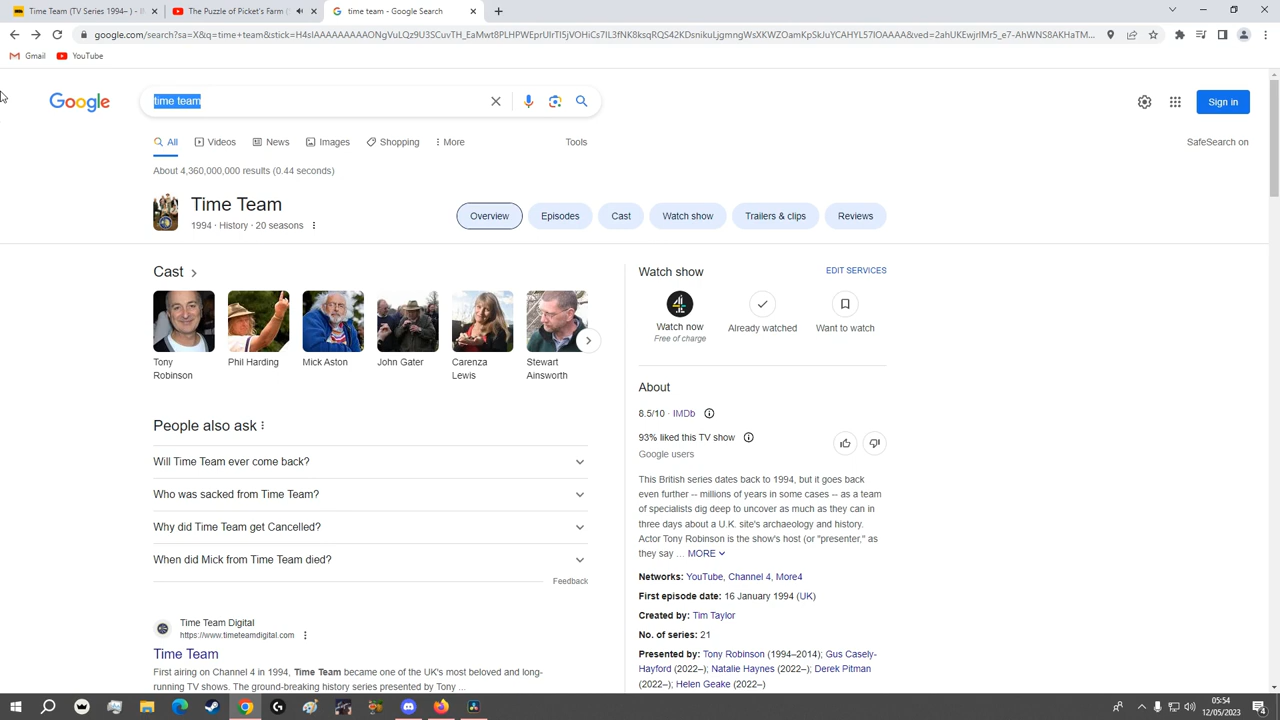 Time Team (TV Series 1994– ) - B
The Puzzle of Picket's Farm (
time team - Google Search
google.com/search?sa=X&q=time+team&stick=
Gmail
YouTube
Google
time team
Sign in
All
Videos
News
Images
Shopping
More
Tools
SafeSearch on
About 4,360,000,000 results (0.44 seconds)
Time Team
1994 · History · 20 seasons
Overview
Episodes
Cast
Watch show
Trailers & clips
Reviews
Cast
Tony
Robinson
Phil Harding
Mick Aston
John Gater
Carenza
Lewis
Stewart
Ainsworth
People also ask
Will Time Team ever come back?
Who was sacked from Time Team?
Why did Time Team get Cancelled?
When did Mick from Time Team died?
Feedback
Time Team Digital
https://www.timeteamdigital.com
Time Team
First airing on Channel 4 in 1994, Time Team became one of the UK's most beloved and long-
running TV shows. The ground-breaking history series presented by Tony ...
Watch show
EDIT SERVICES
Watch now
Free of charge
Already watched
Want to watch
About
8.5/10 · IMDb
93% liked this TV show
Google users
This British series dates back to 1994, but it goes back
even further -- millions of years in some cases -- as a team
of specialists dig deep to uncover as much as they can in
three days about a U.K. site's archaeology and history.
Actor Tony Robinson is the show's host (or "presenter," as
they say ... MORE
Networks: YouTube, Channel 4, More4
First episode date: 16 January 1994 (UK)
Created by: Tim Taylor
No. of series: 21
Presented by: Tony Robinson (1994–2014); Gus Casely-
Hayford (2022–); Natalie Haynes (2022–); Derek Pitman
(2022–); Helen Geake (2022–)
05:54
12/05/2023
4